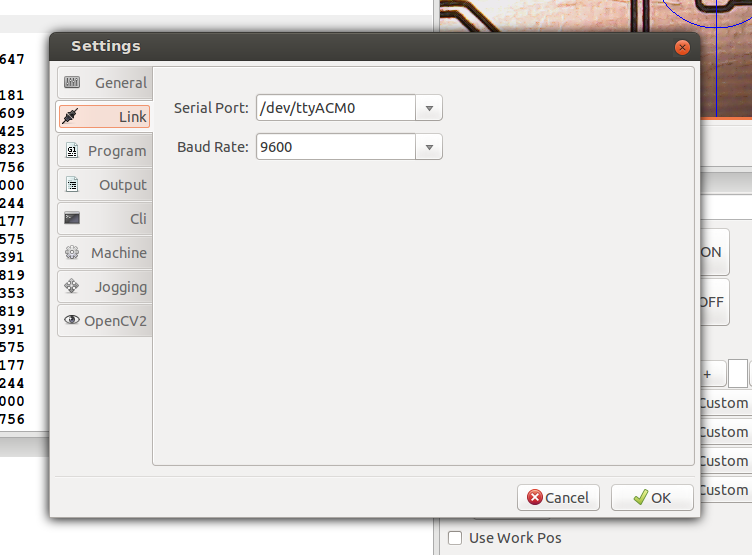 647
Settings
181
609
425
823
756
000
244
177
575
391
819
353
819
391
575
177
244
000
756
General
Link
Program
Output
Cli
Machine
Jogging
OpenCV2
Serial Port: /dev/ttyACM0
Baud Rate: 9600
Cancel
OK
ON
OFF
+
Custom
Custom
Custom
Custom
Use Work Pos